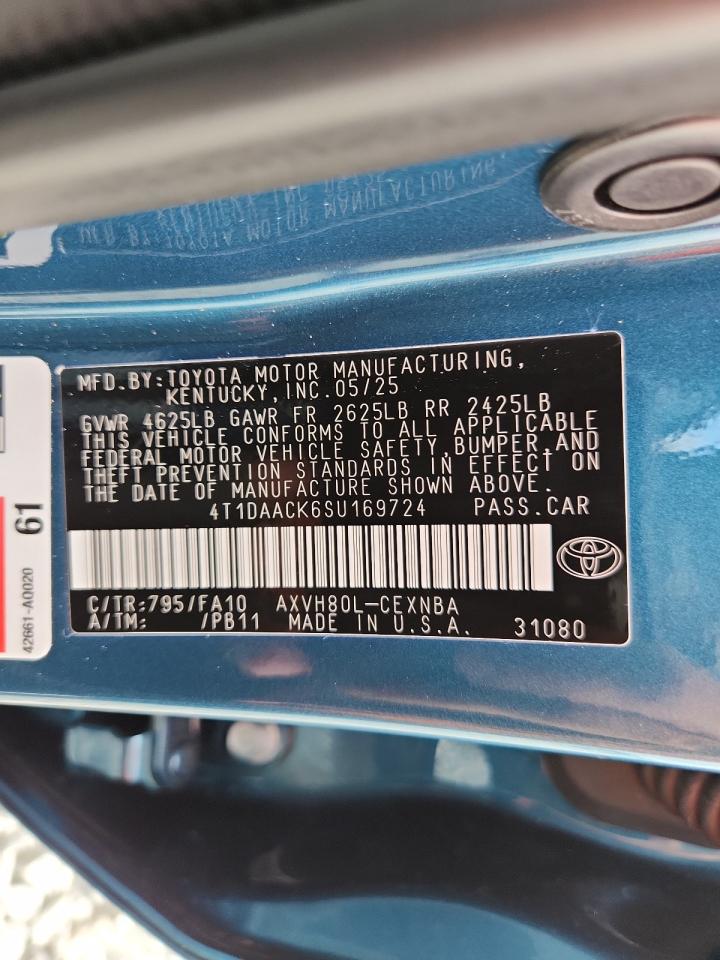 MFD.BY:TOYOTA MOTOR MANUFACTURING,
KENTUCKY, INC.05/25
GVWR 4625LB GAWR FR 2625LB RR 2425LB
THIS VEHICLE CONFORMS TO ALL APPLICABLE
FEDERAL MOTOR VEHICLE SAFETY,BUMPER,AND
THEFT PREVENTION STANDARDS IN EFFECT ON
THE DATE OF MANUFACTURE SHOWN ABOVE.
4T1DAACK6SU169724 PASS.CAR
C/TR:795/FA10 AXVH80L-CEXNBA
A/TM: /PB11 MADE IN U.S.A. 31080
61
42661-A0020